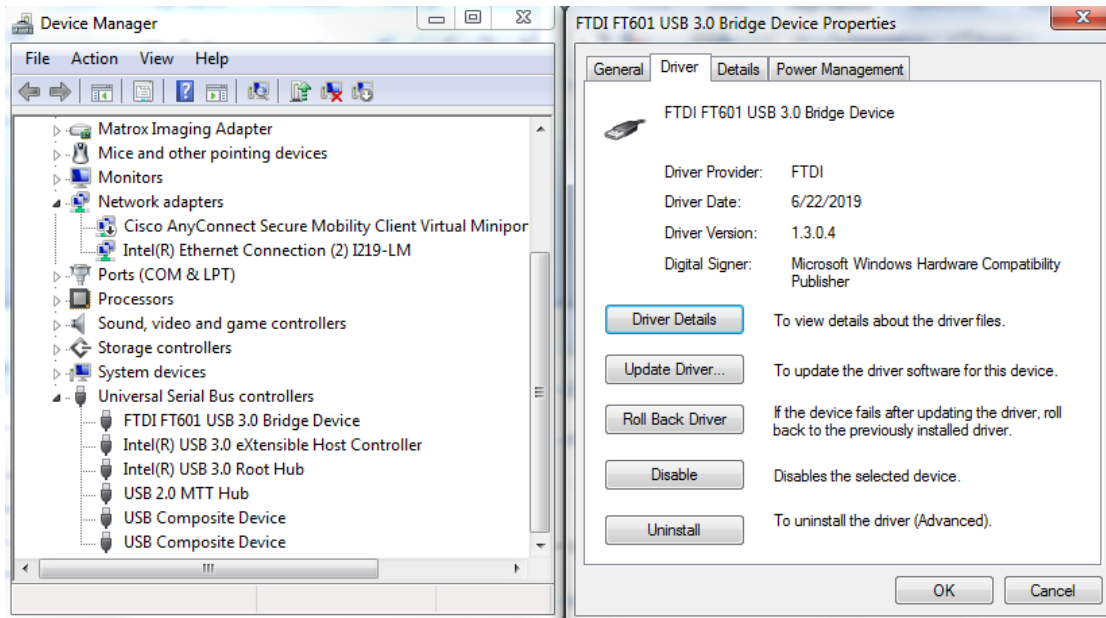 Device Manager
File Action View Help
Matrox Imaging Adapter
Mice and other pointing devices
Monitors
Network adapters
Cisco AnyConnect Secure Mobility Client Virtual Minipor
Intel(R) Ethernet Connection (2) I219-LM
Ports (COM & LPT)
Processors
Sound, video and game controllers
Storage controllers
System devices
Universal Serial Bus controllers
FTDI FT601 USB 3.0 Bridge Device
Intel(R) USB 3.0 eXtensible Host Controller
Intel(R) USB 3.0 Root Hub
USB 2.0 MTT Hub
USB Composite Device
USB Composite Device
FTDI FT601 USB 3.0 Bridge Device Properties
General Driver Details Power Management
FTDI FT601 USB 3.0 Bridge Device
Driver Provider: FTDI
Driver Date: 6/22/2019
Driver Version: 1.3.0.4
Digital Signer: Microsoft Windows Hardware Compatibility
Publisher
Driver Details To view details about the driver files.
Update Driver... To update the driver software for this device.
Roll Back Driver If the device fails after updating the driver, roll
back to the previously installed driver.
Disable Disables the selected device.
Uninstall To uninstall the driver (Advanced).
OK Cancel